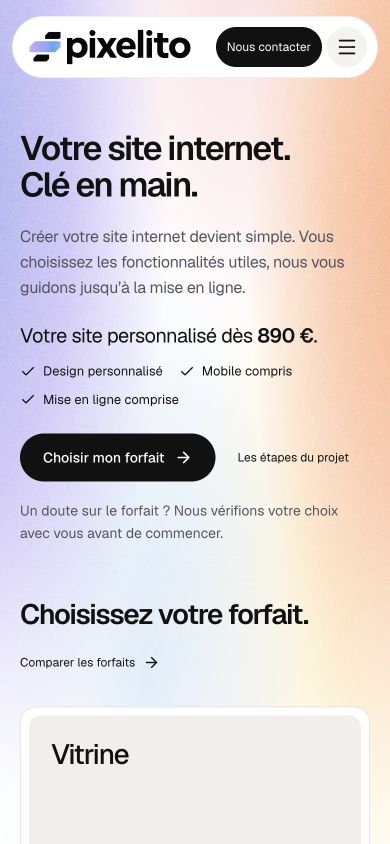 pixelito
Nous contacter
Votre site internet.
Clé en main.
Créer votre site internet devient simple. Vous
choisissez les fonctionnalités utiles, nous vous
guidons jusqu'à la mise en ligne.
Votre site personnalisé dès 890 €.
Design personnalisé
Mobile compris
Mise en ligne comprise
Choisir mon forfait
Les étapes du projet
Un doute sur le forfait ? Nous vérifions votre choix
avec vous avant de commencer.
Choisissez votre forfait.
Comparer les forfaits
Vitrine